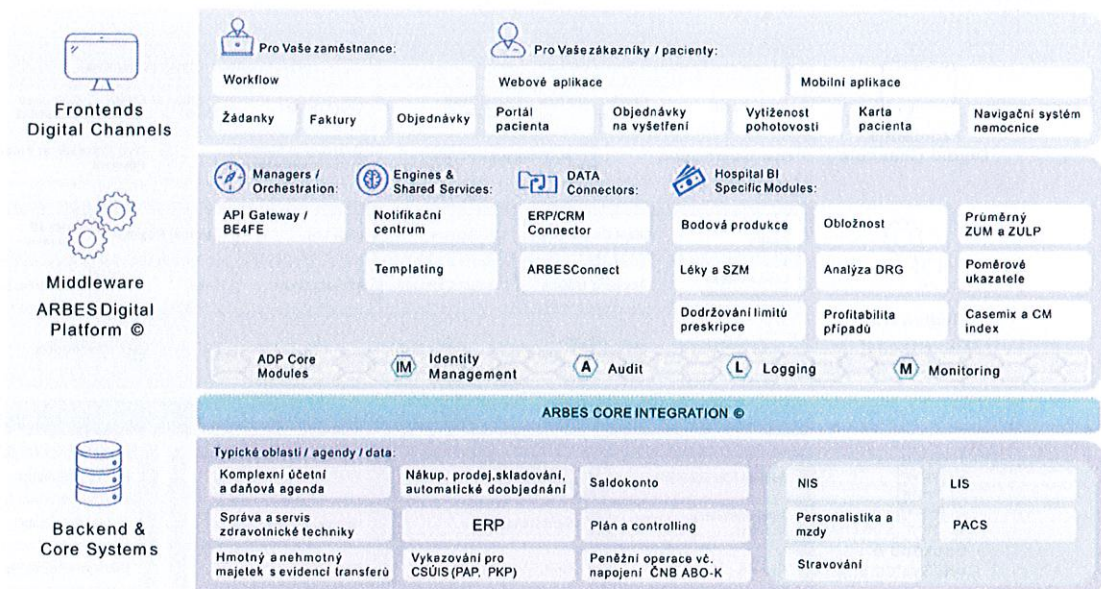 Frontends
Digital Channels
Pro Vaše zaměstnance:
Pro Vaše zákazníky / pacienty:
Workflow
Webové aplikace
Mobilní aplikace
Žádanky
Faktury
Objednávky
Portál
pacienta
Objednávky
na vyšetření
Vytíženost
pohotovosti
Karta
pacienta
Navigační systém
nemocnice
Middleware
ARBES Digital
Platform ©
Managers /
Orchestration:
Engines &
Shared Services:
DATA
Connectors:
Hospital BI
Specific Modules:
API Gateway /
BE4FE
Notifikační
centrum
ERP/CRM
Connector
Bodová produkce
Obložnost
Průměrný
ZUM a ZULP
Templating
ARBESConnect
Léky a SZM
Analýza DRG
Poměrové
ukazatele
Dodržování limitů
preskripce
Profitabilita
případů
Casemix a CM
index
ADP Core
Modules
IM
Identity
Management
A
Audit
L
Logging
M
Monitoring
ARBES CORE INTEGRATION ©
Backend &
Core Systems
Typické oblasti / agendy / data:
Komplexní účetní
a daňová agenda
Nákup, prodej, skladování,
automatické doobjednání
Saldokonto
NIS
LIS
Správa a servis
zdravotnické techniky
ERP
Plán a controlling
Personalistika a
mzdy
PACS
Hmotný a nehmotný
majetek s evidencí transferů
Vykazování pro
CSÚIS (PAP, PKP)
Peněžní operace vč.
napojení ČNB ABO-K
Stravování